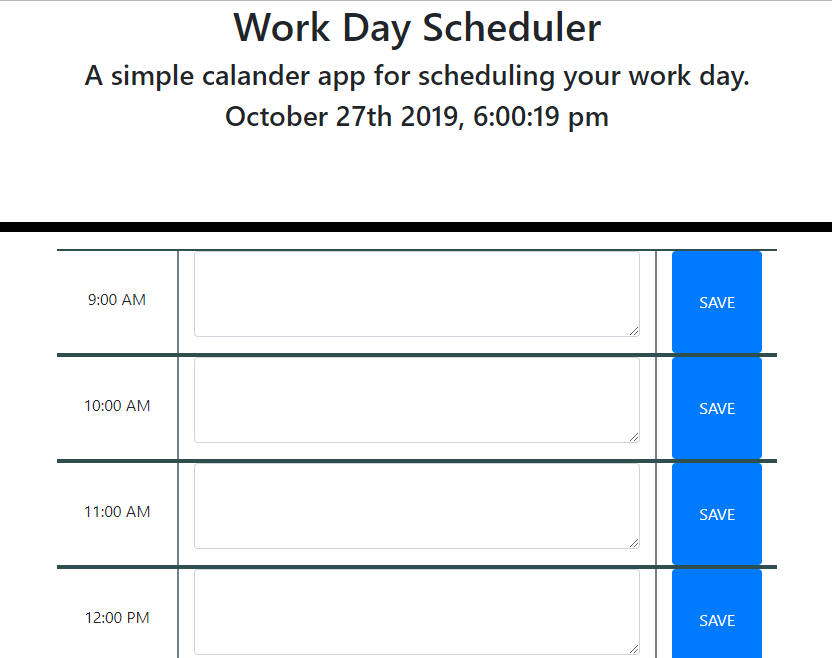 Work Day Scheduler
A simple calander app for scheduling your work day.
October 27th 2019, 6:00:19 pm
9:00 AM SAVE
10:00 AM SAVE
11:00 AM SAVE
12:00 PM SAVE